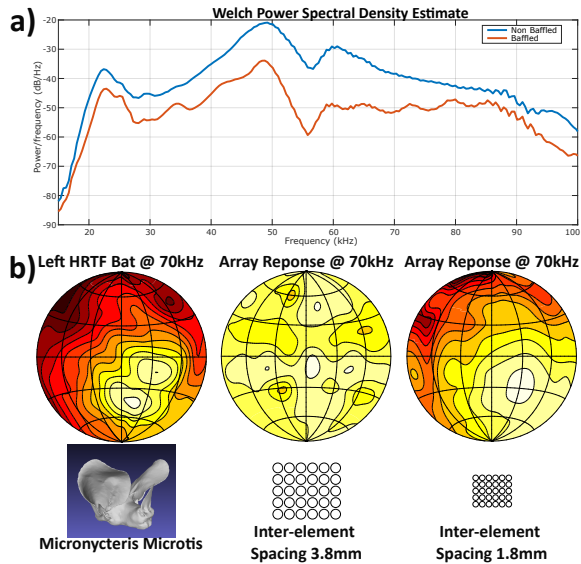 a)
Welch Power Spectral Density Estimate
Non Baffled
Baffled
Power/frequency (dB/Hz)
-20
-30
-40
-50
-60
-70
-80
-90
20 30 40 50 60 70 80 90 100
Frequency (kHz)
b)
Left HRTF Bat @ 70kHz Array Reponse @ 70kHz Array Reponse @ 70kHz
Micronycteris Microtis
Inter-element
Spacing 3.8mm
Inter-element
Spacing 1.8mm